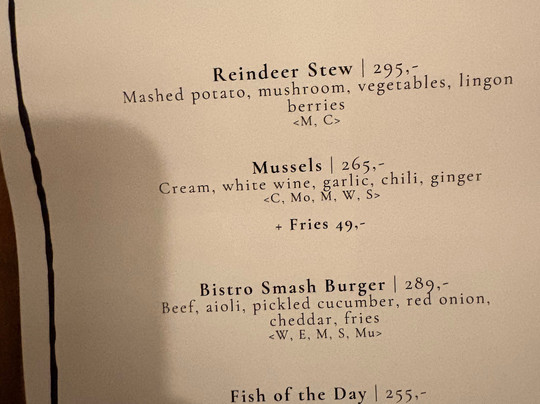 Reindeer Stew | 295,-
Mashed potato, mushroom, vegetables, lingon
berries
<M, C>
Mussels | 265,-
Cream, white wine, garlic, chili, ginger
<C, Mo, M, W, S>
+ Fries 49,-
Bistro Smash Burger | 289,-
Beef, aioli, pickled cucumber, red onion,
cheddar, fries
<W, E, M, S, Mu>
Fish of the Day | 255,-